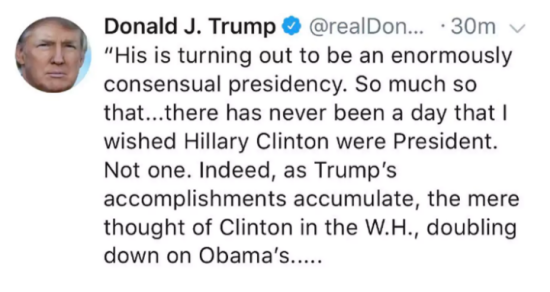 Donald J. Trump @realDon... · 30m
“His is turning out to be an enormously
consensual presidency. So much so
that...there has never been a day that I
wished Hillary Clinton were President.
Not one. Indeed, as Trump’s
accomplishments accumulate, the mere
thought of Clinton in the W.H., doubling
down on Obama’s.....